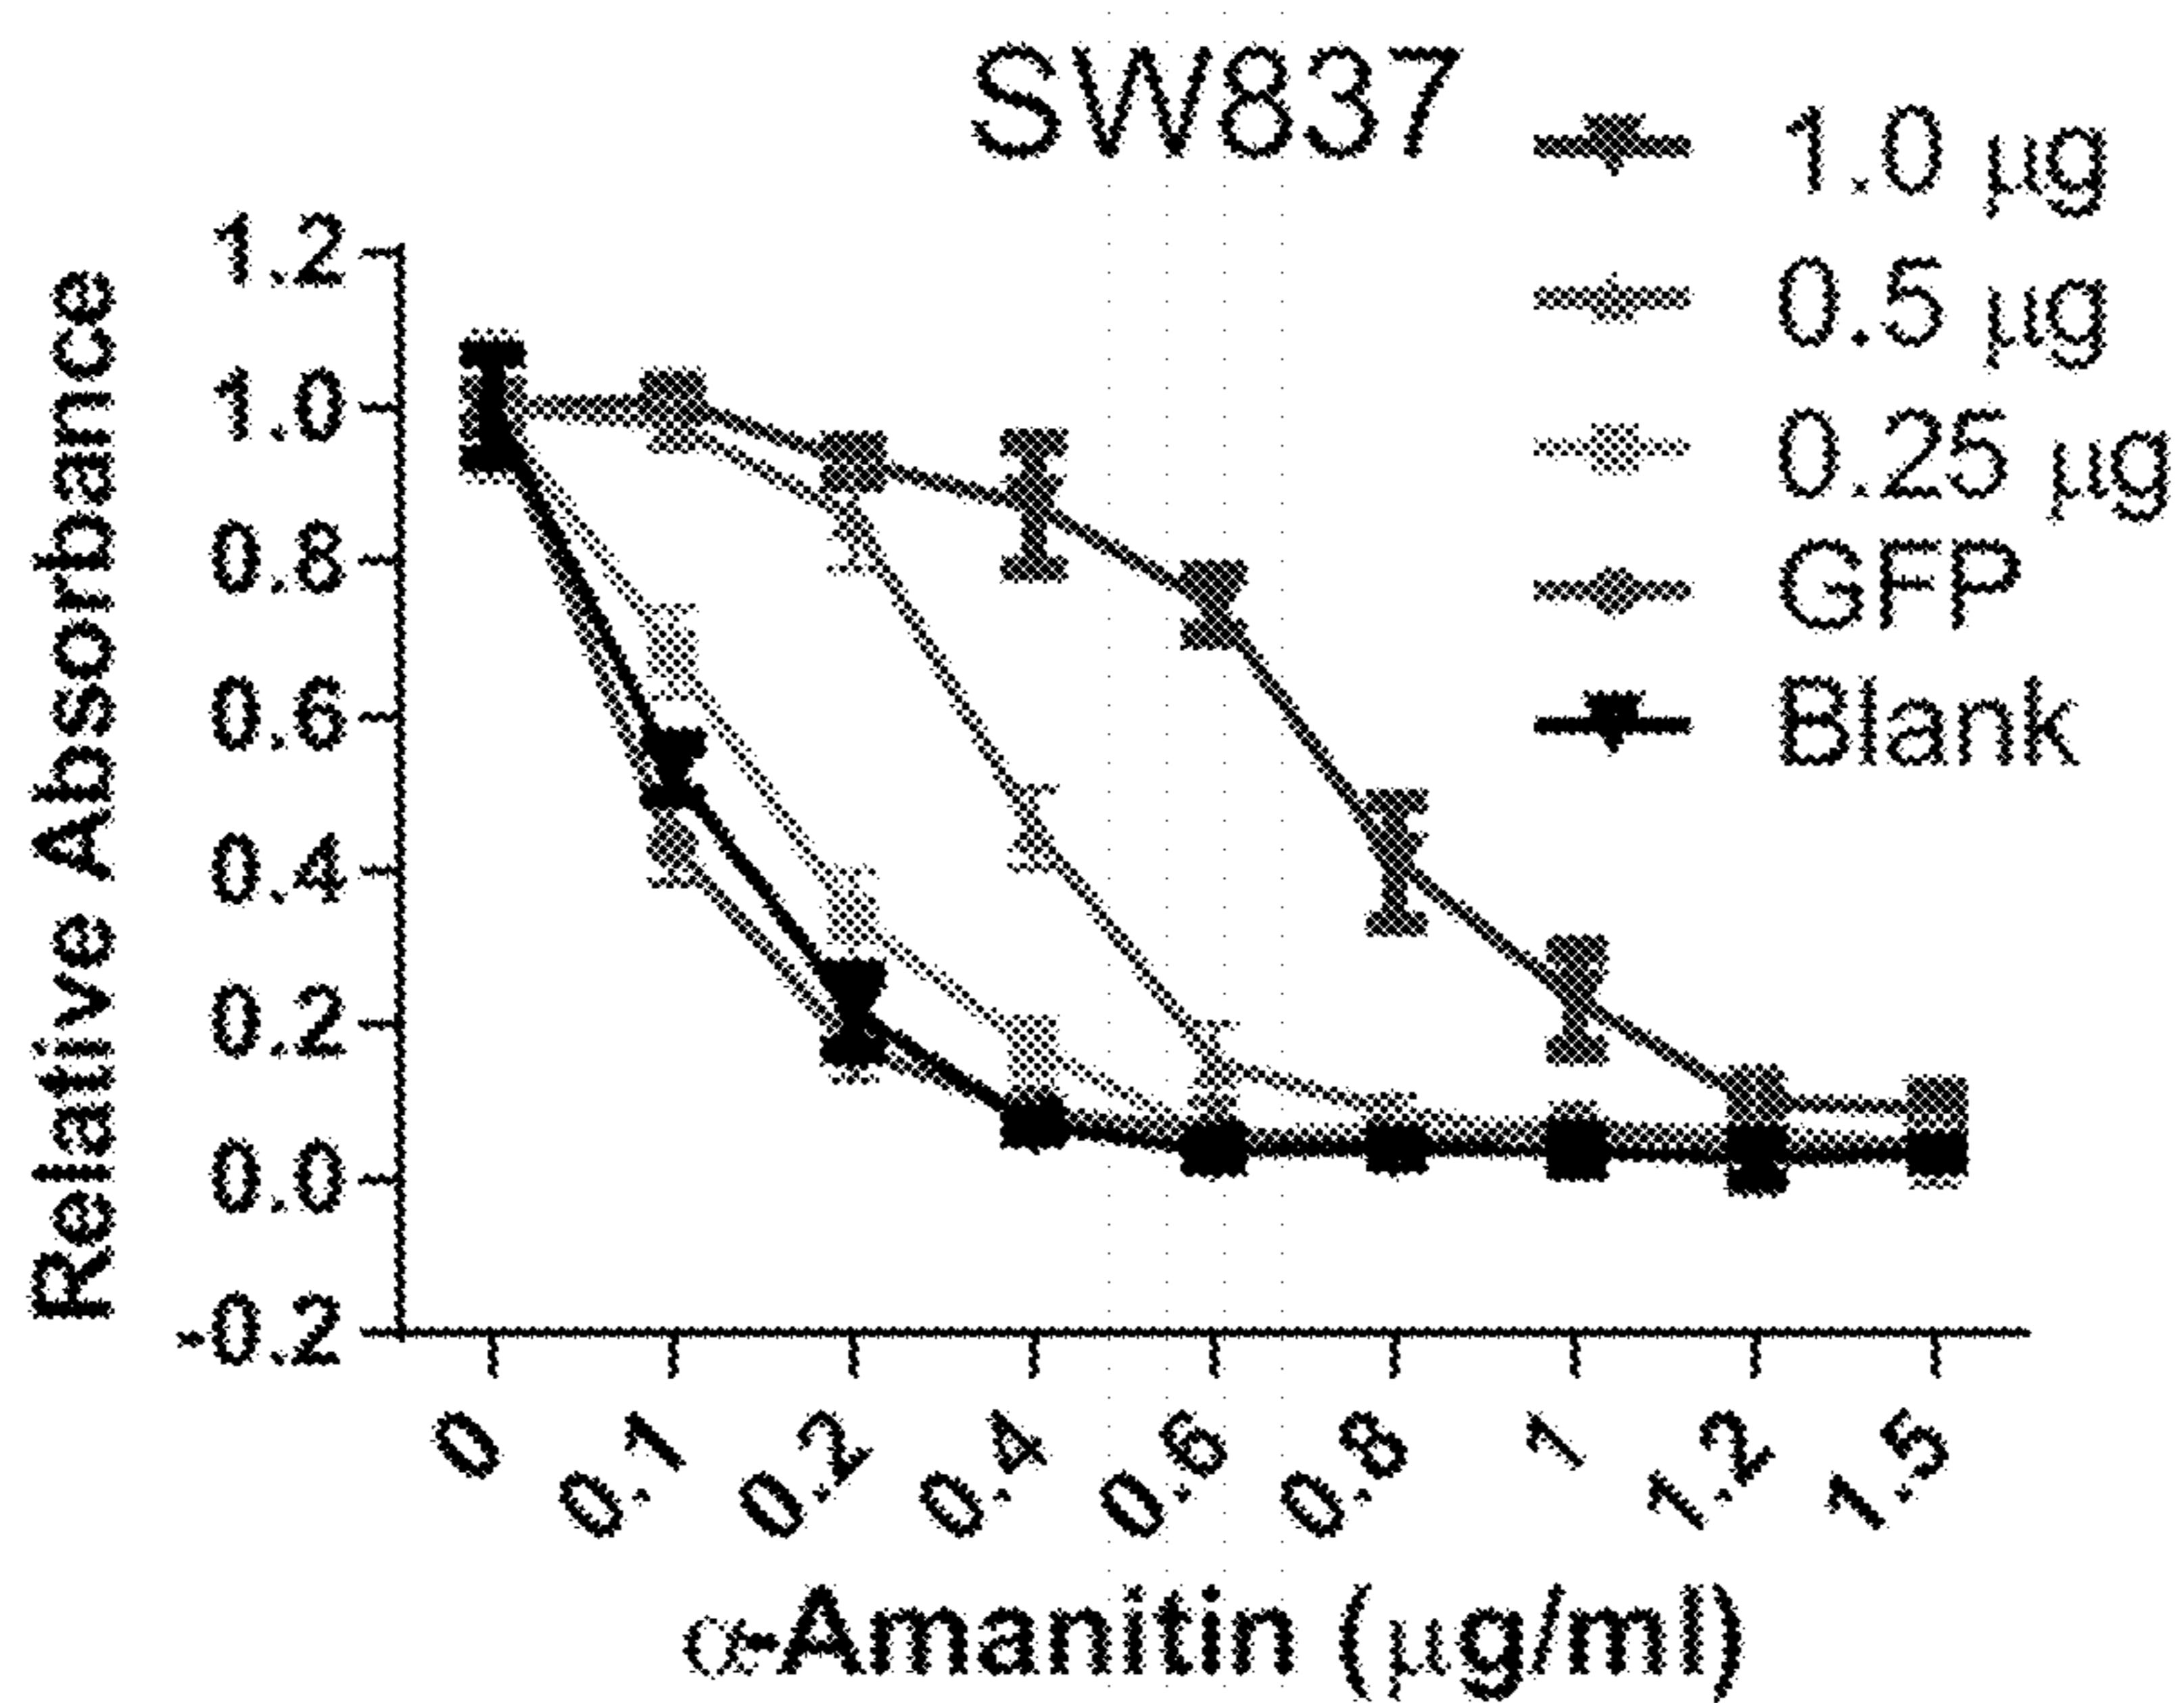 SW837
1.0 µg
0.5 µg
0.25 µg
GFP
Blank
Relative Absorbance
1.2
1.0
0.8
0.6
0.4
0.2
0.0
-0.2
0 0.1 0.2 0.4 0.6 0.8 1 1.2 1.5
α-Amanitin (µg/ml)